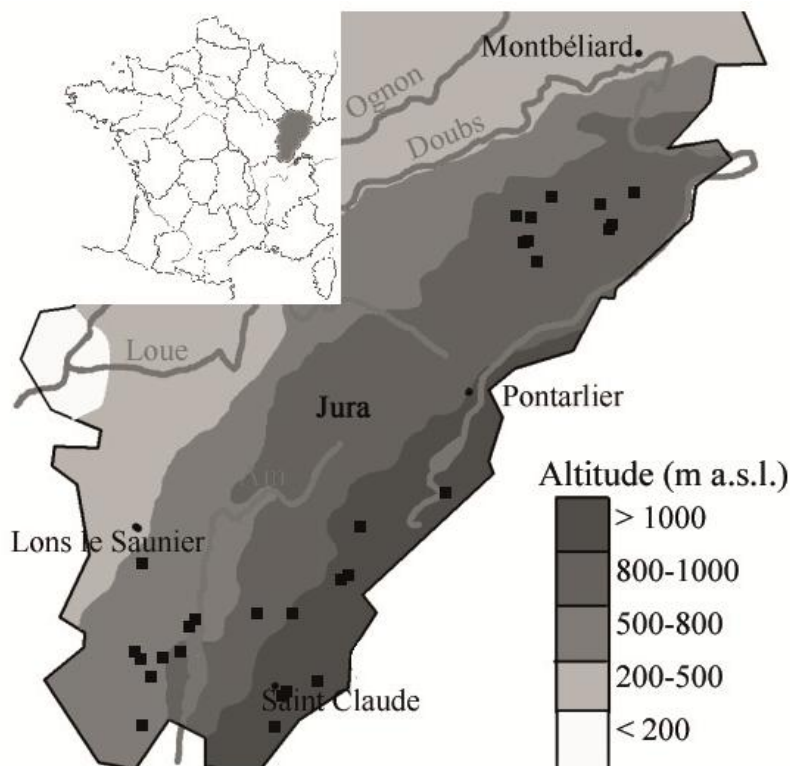 Montbéliard
Ognon
Doubs
Loue
Jura
Pontarlier
Ain
Lons le Saunier
Saint Claude
Altitude (m a.s.l.)
> 1000
800-1000
500-800
200-500
< 200